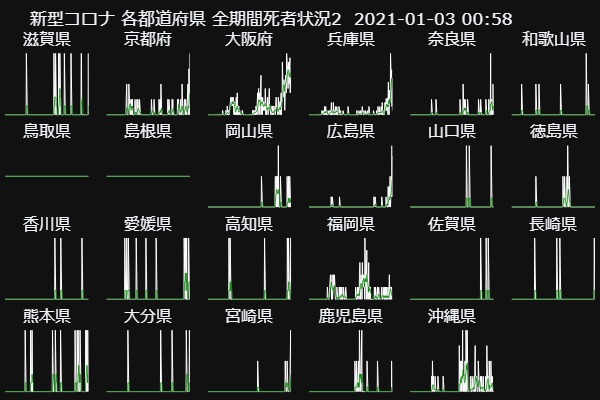 新型コロナ 各都道府県 全期間死者状況2 2021-01-03 00:58
滋賀県 京都府 大阪府 兵庫県 奈良県 和歌山県
鳥取県 島根県 岡山県 広島県 山口県 徳島県
香川県 愛媛県 高知県 福岡県 佐賀県 長崎県
熊本県 大分県 宮崎県 鹿児島県 沖縄県